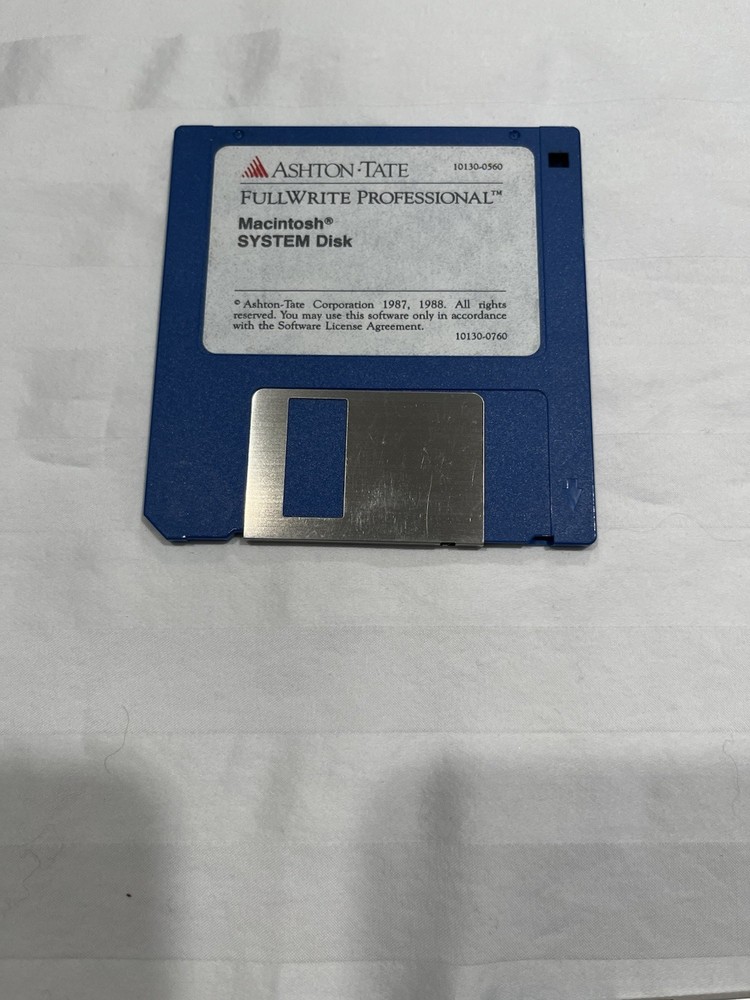 ASHTON·TATE 10130-0560
FULLWRITE PROFESSIONAL™
Macintosh®
SYSTEM Disk
© Ashton-Tate Corporation 1987, 1988. All rights
reserved. You may use this software only in accordance
with the Software License Agreement.
10130-0760